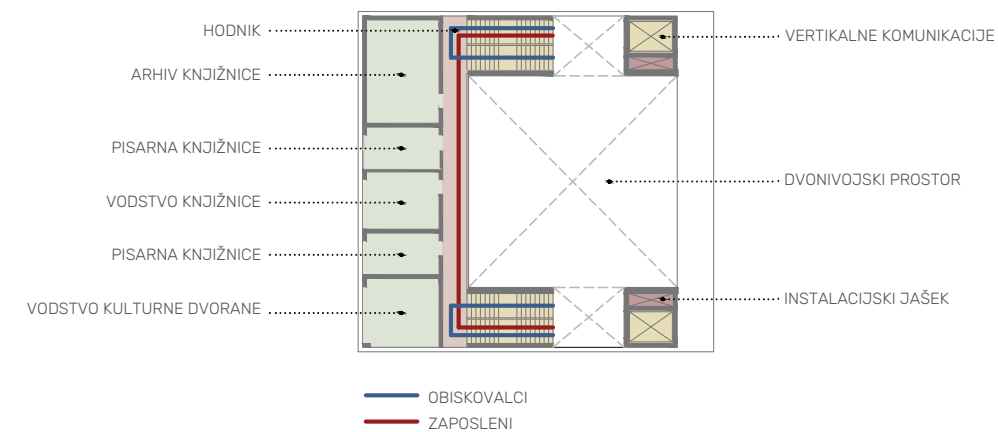 HODNIK
ARHIV KNJIŽNICE
PISARNA KNJIŽNICE
VODSTVO KNJIŽNICE
PISARNA KNJIŽNICE
VODSTVO KULTURNE DVORANE
VERTIKALNE KOMUNIKACIJE
DVONIVOJSKI PROSTOR
INSTALACIJSKI JAŠEK
OBISKOVALCI
ZAPOSLENI